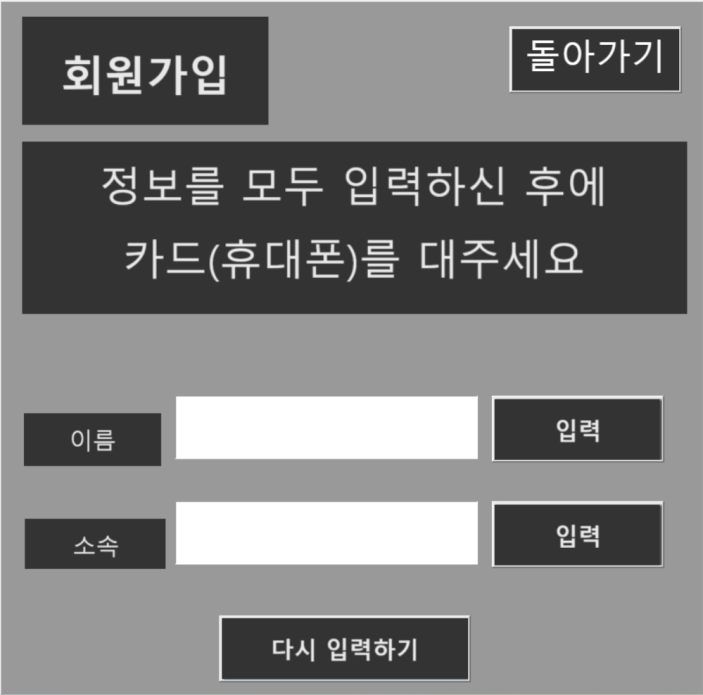 회원가입
돌아가기
정보를 모두 입력하신 후에
카드(휴대폰)를 대주세요
이름
입력
소속
입력
다시 입력하기